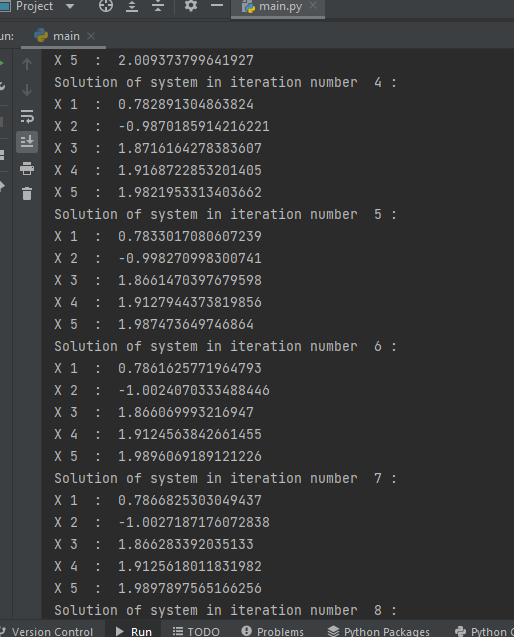 Project
main.py
un:
main
X 5 : 2.009373799641927
Solution of system in iteration number 4 :
X 1 : 0.782891304863824
X 2 : -0.9870185914216221
X 3 : 1.8716164278383607
X 4 : 1.9168722853201405
X 5 : 1.9821953313403662
Solution of system in iteration number 5 :
X 1 : 0.7833017080607239
X 2 : -0.998270998300741
X 3 : 1.8661470397679598
X 4 : 1.9127944373819856
X 5 : 1.987473649746864
Solution of system in iteration number 6 :
X 1 : 0.7861625771964793
X 2 : -1.0024070333488446
X 3 : 1.866069993216947
X 4 : 1.9124563842661455
X 5 : 1.9896069189121226
Solution of system in iteration number 7 :
X 1 : 0.7866825303049437
X 2 : -1.0027187176072838
X 3 : 1.866283392035133
X 4 : 1.9125618011831982
X 5 : 1.9897897565166256
Solution of system in iteration number 8 :
Version Control Run TODO Problems Python Packages Python C